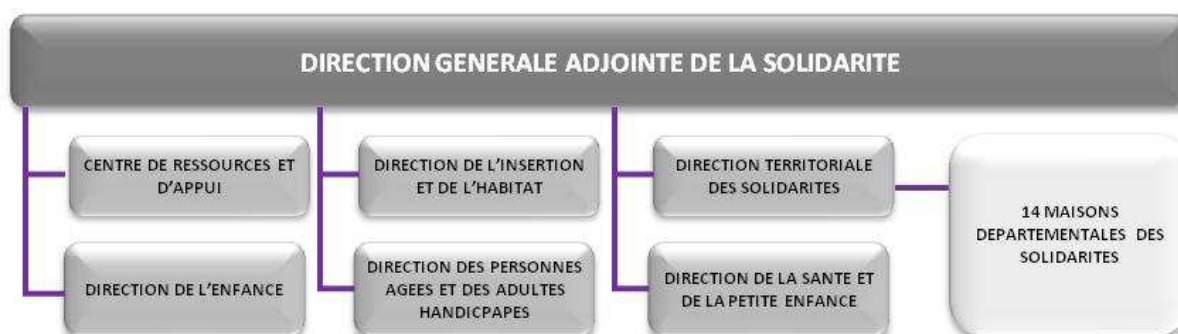 DIRECTION GENERALE ADJOINTE DE LA SOLIDARITE
CENTRE DE RESSOURCES ET
D'APPUI
DIRECTION DE L'INSERTION
ET DE L'HABITAT
DIRECTION TERRITORIALE
DES SOLIDARITES
14 MAISONS
DEPARTEMENTALES DES
SOLIDARITES
DIRECTION DE L'ENFANCE
DIRECTION DES PERSONNES
AGEES ET DES ADULTES
HANDICPAPES
DIRECTION DE LA SANTE ET
DE LA PETITE ENFANCE